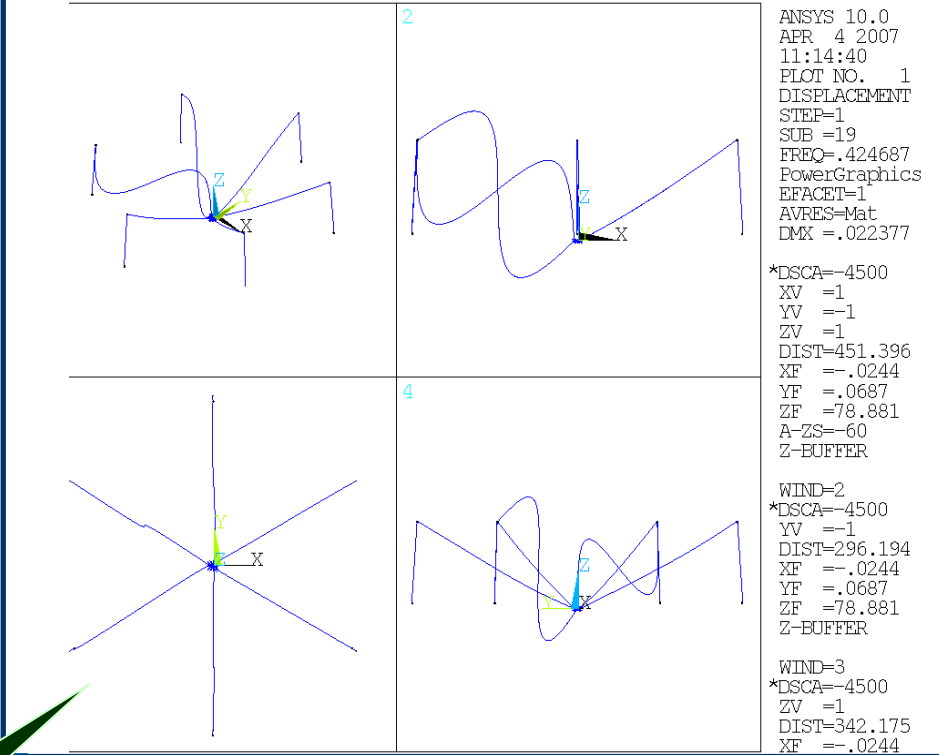 2
4
Z
Y
X
Z
Y
X
Y
Z
X
Z
Y
X
ANSYS 10.0
APR 4 2007
11:14:40
PLOT NO. 1
DISPLACEMENT
STEP=1
SUB =19
FREQ=.424687
PowerGraphics
EFACET=1
AVRES=Mat
DMX =.022377
*DSCA=-4500
XV =1
YV =-1
ZV =1
DIST=451.396
XF =-.0244
YF =.0687
ZF =78.881
A-ZS=-60
Z-BUFFER
WIND=2
*DSCA=-4500
YV =-1
DIST=296.194
XF =-.0244
YF =.0687
ZF =78.881
Z-BUFFER
WIND=3
*DSCA=-4500
ZV =1
DIST=342.175
XF =-.0244